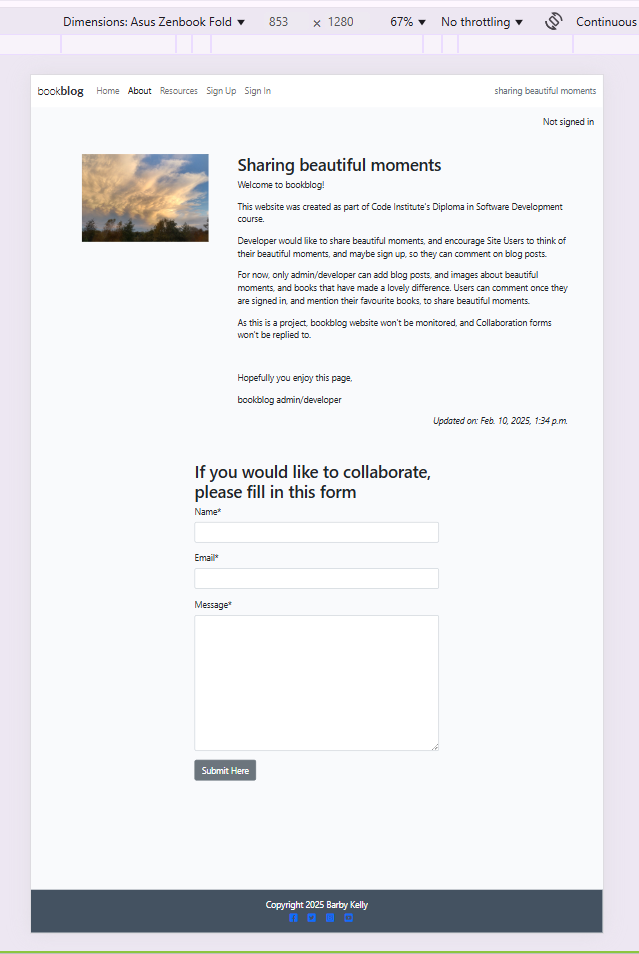 Dimensions: Asus Zenbook Fold ▼ 853 × 1280 67% ▼ No throttling ▼ Continuous
bookblog Home About Resources Sign Up Sign In sharing beautiful moments
Not signed in
Sharing beautiful moments
Welcome to bookblog!
This website was created as part of Code Institute's Diploma in Software Development
course.
Developer would like to share beautiful moments, and encourage Site Users to think of
their beautiful moments, and maybe sign up, so they can comment on blog posts.
For now, only admin/developer can add blog posts, and images about beautiful
moments, and books that have made a lovely difference. Users can comment once they
are signed in, and mention their favourite books, to share beautiful moments.
As this is a project, bookblog website won't be monitored, and Collaboration forms
won't be replied to.
Hopefully you enjoy this page,
bookblog admin/developer
Updated on: Feb. 10, 2025, 1:34 p.m.
If you would like to collaborate,
please fill in this form
Name*
Email*
Message*
Submit Here
Copyright 2025 Barby Kelly